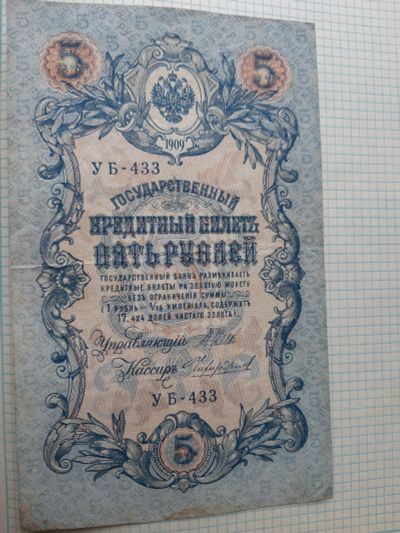 5 5
1909
УБ-433
ГОСУДАРСТВЕННЫЙ
КРЕДИТНЫЙ БИЛЕТЪ
ПЯТЬ РУБЛЕЙ
ГОСУДАРСТВЕННЫЙ БАНКЪ РАЗМѢНИВАЕТЪ
КРЕДИТНЫЕ БИЛЕТЫ НА ЗОЛОТУЮ МОНЕТУ
БЕЗЪ ОГРАНИЧЕНІЯ СУММЫ
(1 РУБЛЬ = 1/15 ИМПЕРІАЛА, СОДЕРЖИТЪ
17,424 ДОЛЕЙ ЧИСТАГО ЗОЛОТА).
Управляющій
Кассиръ
УБ-433
5